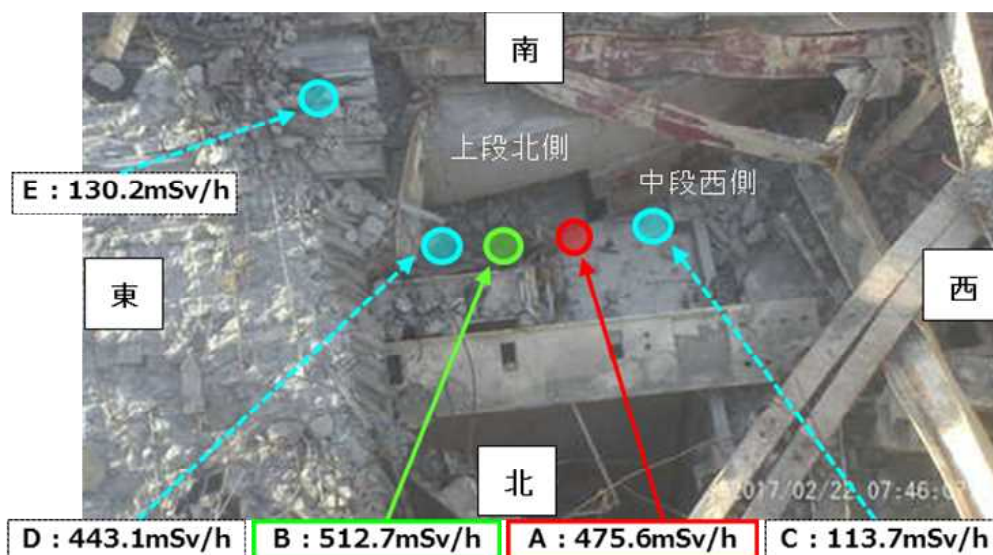 南
上段北側
中段西側
E：130.2mSv/h
東
西
北
2017/02/22 07:46:0
D：443.1mSv/h
B：512.7mSv/h
A：475.6mSv/h
C：113.7mSv/h